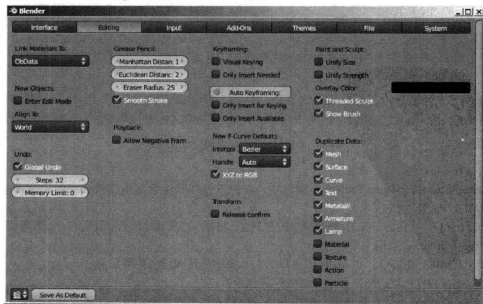 Blender
Interface
Editing
Input
Add-Ons
Themes
File
System
Link Materials To:
ObData
New Objects:
Enter Edit Mode
Align To:
World
Undo:
Global Undo
Steps: 32
Memory Limit: 0
Grease Pencil:
Manhattan Distan: 1
Euclidean Distanc: 2
Eraser Radius: 25
Smooth Stroke
Playback:
Allow Negative Fram
Keyframing:
Visual Keying
Only Insert Needed
Auto Keyframing:
Only Insert for Keying
Only Insert Available
New F-Curve Defaults:
Interpol Bezier
Handle Auto
XYZ to RGB
Transform
Release confirm
Paint and Sculpt:
Unify Size
Unify Strength
Overlay Color:
Threaded Sculpt
Show Brush
Duplicate Data:
Mesh
Surface
Curve
Text
Metaball
Armature
Lamp
Material
Texture
Action
Particle
Save As Default